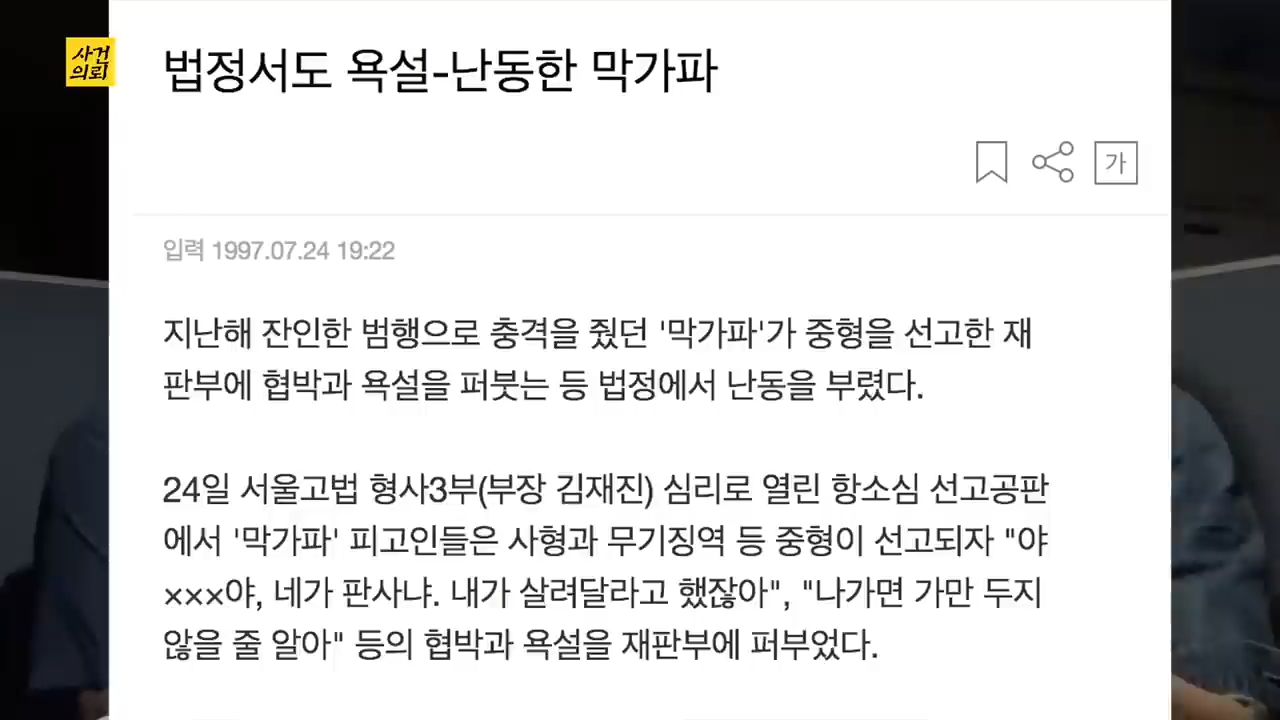 사건
의뢰
법정서도 욕설-난동한 막가파
가
입력 1997.07.24 19:22
지난해 잔인한 범행으로 충격을 줬던 '막가파'가 중형을 선고한 재
판부에 협박과 욕설을 퍼붓는 등 법정에서 난동을 부렸다.
24일 서울고법 형사3부(부장 김재진) 심리로 열린 항소심 선고공판
에서 '막가파' 피고인들은 사형과 무기징역 등 중형이 선고되자 "야
×××야, 네가 판사냐. 내가 살려달라고 했잖아", "나가면 가만 두지
않을 줄 알아" 등의 협박과 욕설을 재판부에 퍼부었다.